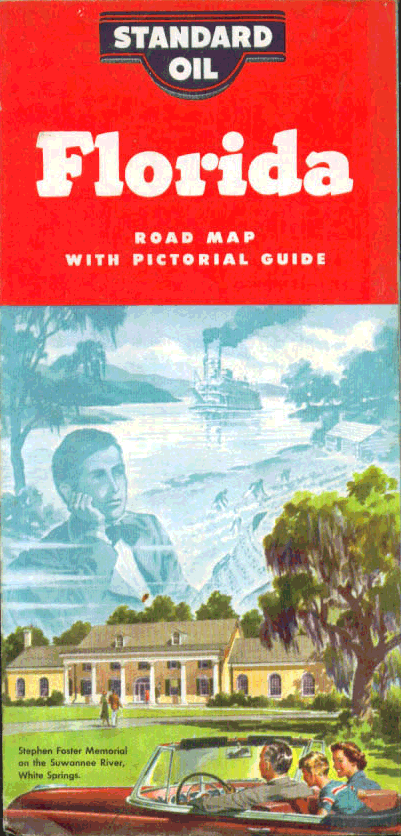 STANDARD
OIL
Florida
ROAD MAP
WITH PICTORIAL GUIDE
Stephen Foster Memorial
on the Suwannee River,
White Springs.